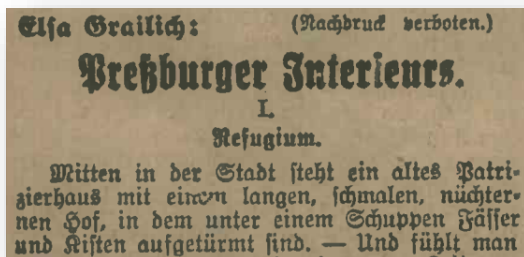 Elsa Grailich: (Nachdruck verboten.)
Preßburger Interieurs.
I.
Refugium.
Mitten in der Stadt steht ein altes Patri-
zierhaus mit einem langen, schmalen, nüchter-
nen Hof, in dem unter einem Schuppen Fässer
und Kisten aufgetürmt sind. — Und fühlt man